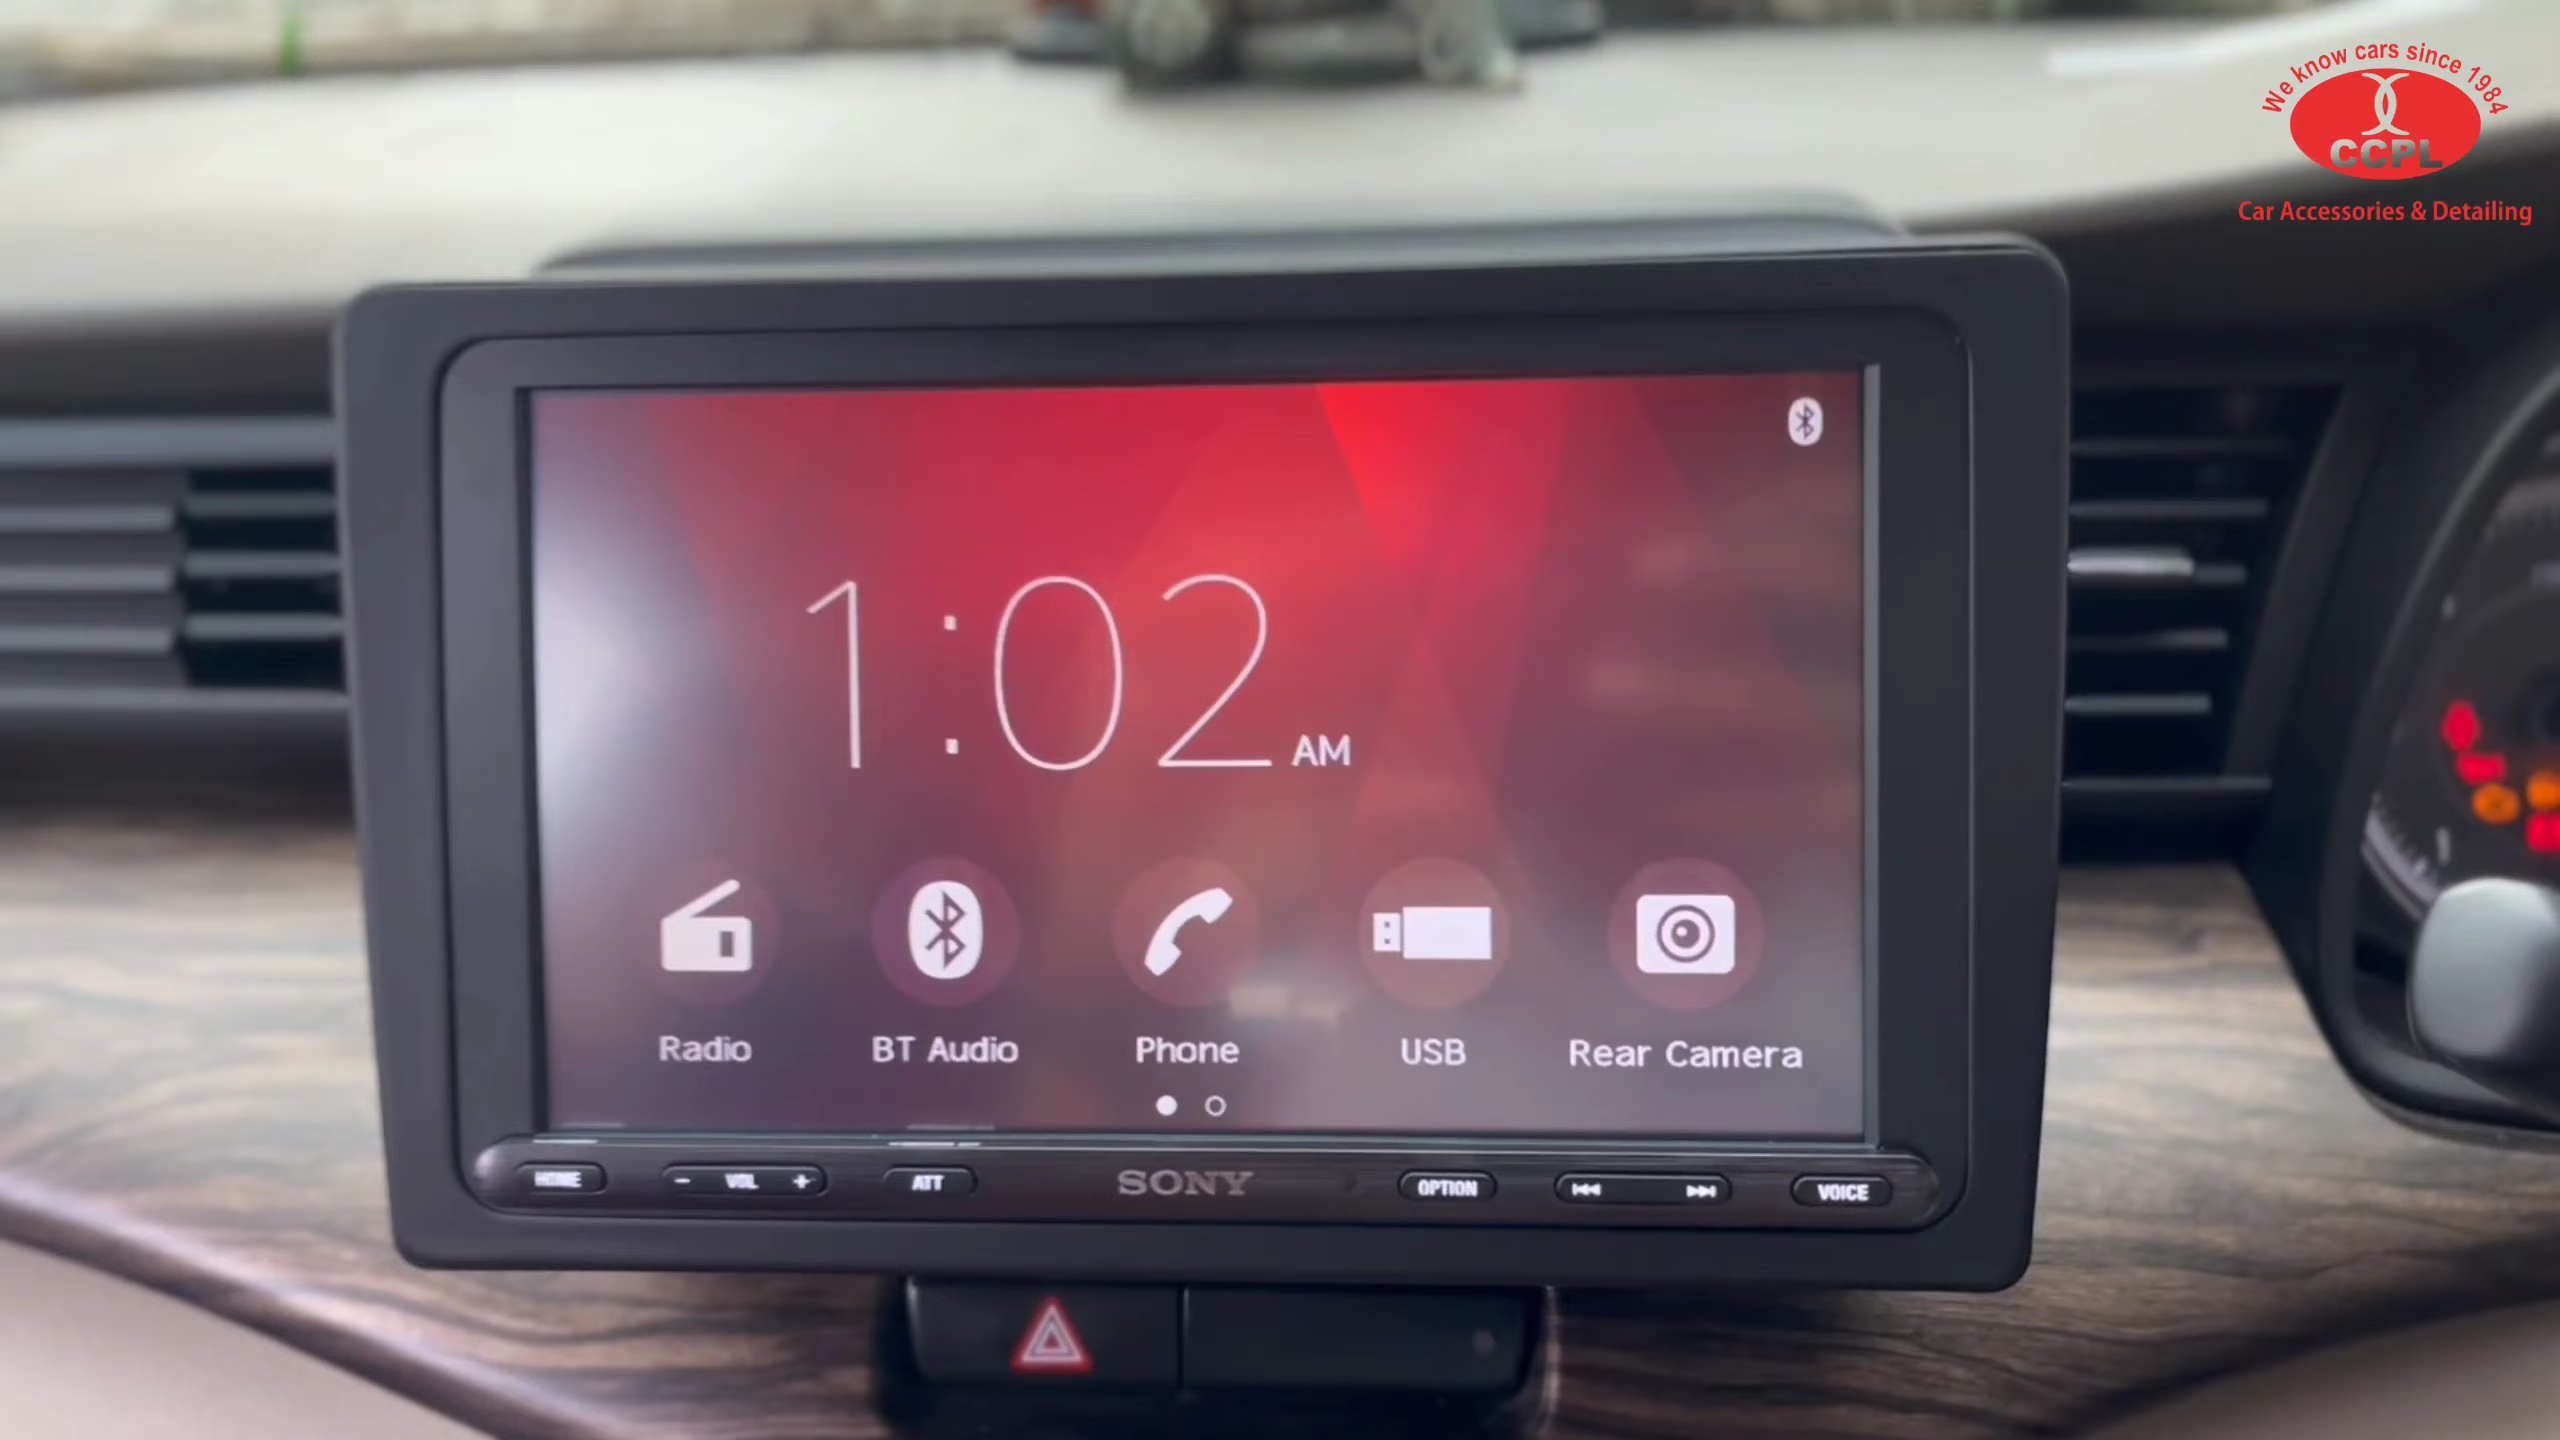 We know cars since 1984
CCPL
Car Accessories & Detailing
1:02 AM
Radio
BT Audio
Phone
USB
Rear Camera
HOME
- VOL +
ATT
SONY
OPTION
VOICE